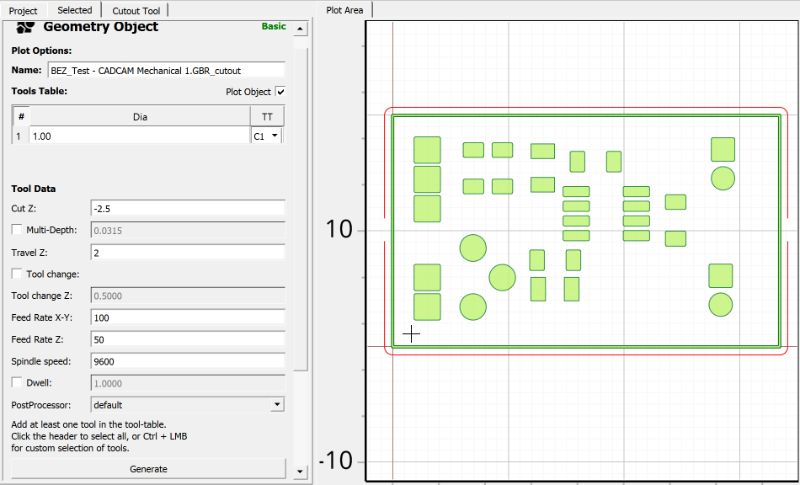 Project Selected Cutout Tool
Geometry Object Basic
Plot Options:
Name: BEZ_Test - CADCAM Mechanical 1.GBR_cutout
Tools Table: Plot Object
# Dia TT
1 1.00 C1
Tool Data
Cut Z: -2.5
Multi-Depth: 0.0315
Travel Z: 2
Tool change:
Tool change Z: 0.5000
Feed Rate X-Y: 100
Feed Rate Z: 50
Spindle speed: 9600
Dwell: 1.0000
PostProcessor: default
Add at least one tool in the tool-table.
Click the header to select all, or Ctrl + LMB
for custom selection of tools.
Generate
Plot Area
10
-10